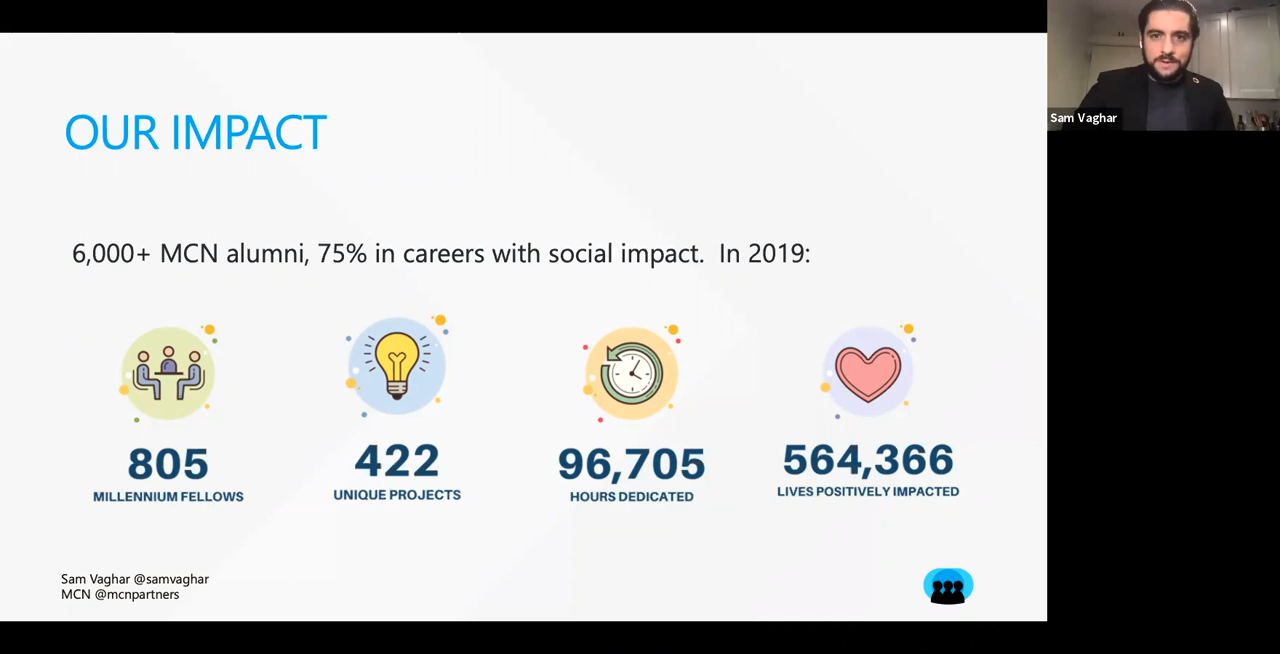 OUR IMPACT
6,000+ MCN alumni, 75% in careers with social impact. In 2019:
805
MILLENNIUM FELLOWS
422
UNIQUE PROJECTS
96,705
HOURS DEDICATED
564,366
LIVES POSITIVELY IMPACTED
Sam Vaghar @samvaghar
MCN @mcnpartners
Sam Vaghar